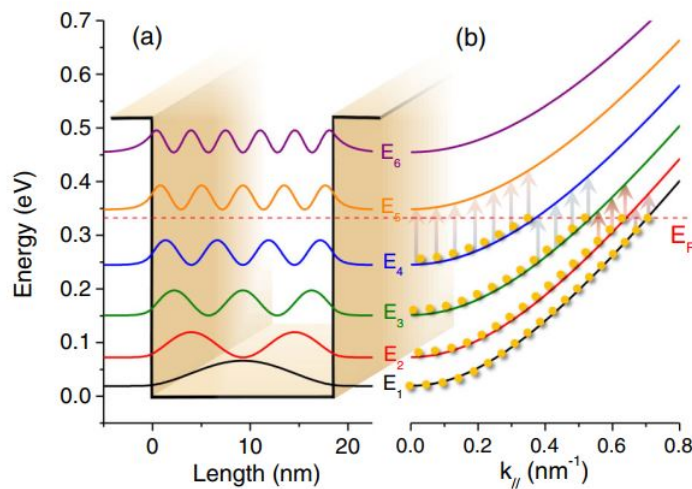 (a)
(b)
0.7
0.6
0.5
0.4
0.3
0.2
0.1
0.0
Energy (eV)
E6
E5
E4
E3
E2
E1
EF
0
10
20
0.0
0.2
0.4
0.6
0.8
Length (nm)
k// (nm-1)